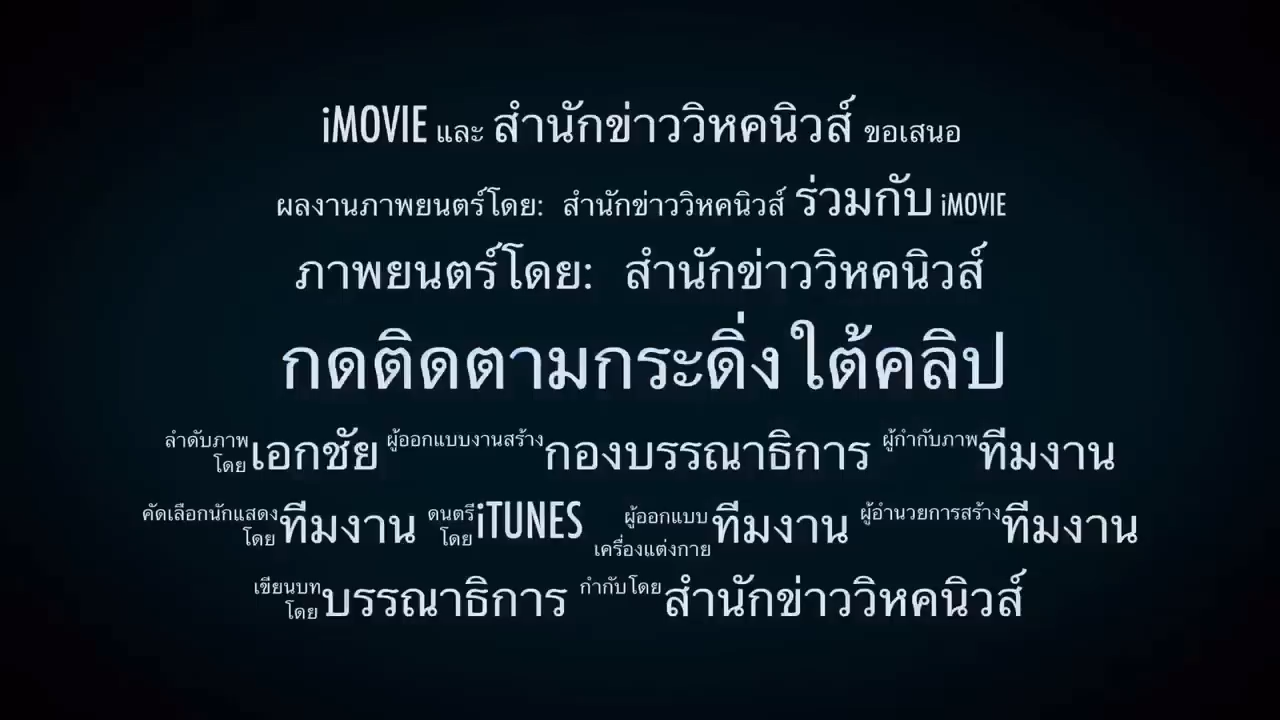 iMOVIE และ สำนักข่าววิหคนิวส์ ขอเสนอ
ผลงานภาพยนตร์โดย: สำนักข่าววิหคนิวส์ ร่วมกับ iMOVIE
ภาพยนตร์โดย: สำนักข่าววิหคนิวส์
กดติดตามกระดิ่ง ใต้คลิป
ลำดับภาพโดย เอกชัย ผู้ออกแบบงานสร้าง กองบรรณาธิการ ผู้กำกับภาพ ทีมงาน
คัดเลือกนักแสดงโดย ทีมงาน ดนตรีโดย iTUNES ผู้ออกแบบเครื่องแต่งกาย ทีมงาน ผู้อำนวยการสร้าง ทีมงาน
เขียนบทโดย บรรณาธิการ กำกับโดย สำนักข่าววิหคนิวส์